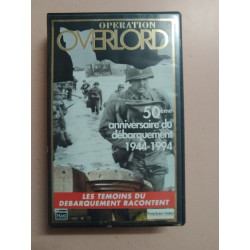 OPERATION
OVERLORD
50ème
anniversaire du
débarquement
1944-1994
LES TEMOINS DU
DEBARQUEMENT RACONTENT